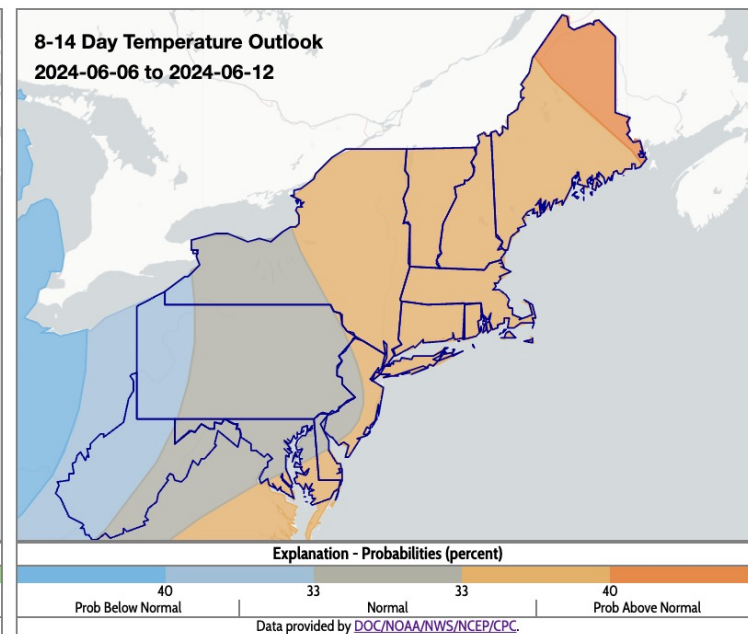 8-14 Day Temperature Outlook
2024-06-06 to 2024-06-12
Explanation - Probabilities (percent)
40 33 33 40
Prob Below Normal Normal Prob Above Normal
Data provided by DOC/NOAA/NWS/NCEP/CPC.